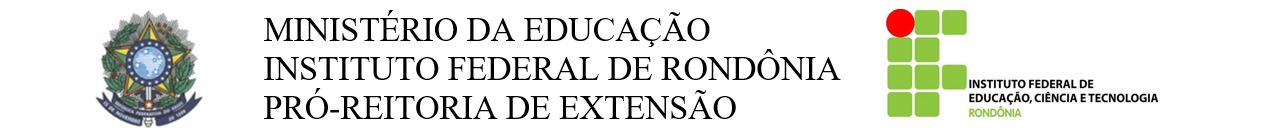 MINISTÉRIO DA EDUCAÇÃO
INSTITUTO FEDERAL DE RONDÔNIA
PRÓ-REITORIA DE EXTENSÃO
INSTITUTO FEDERAL DE
EDUCAÇÃO, CIÊNCIA E TECNOLOGIA
RONDÔNIA